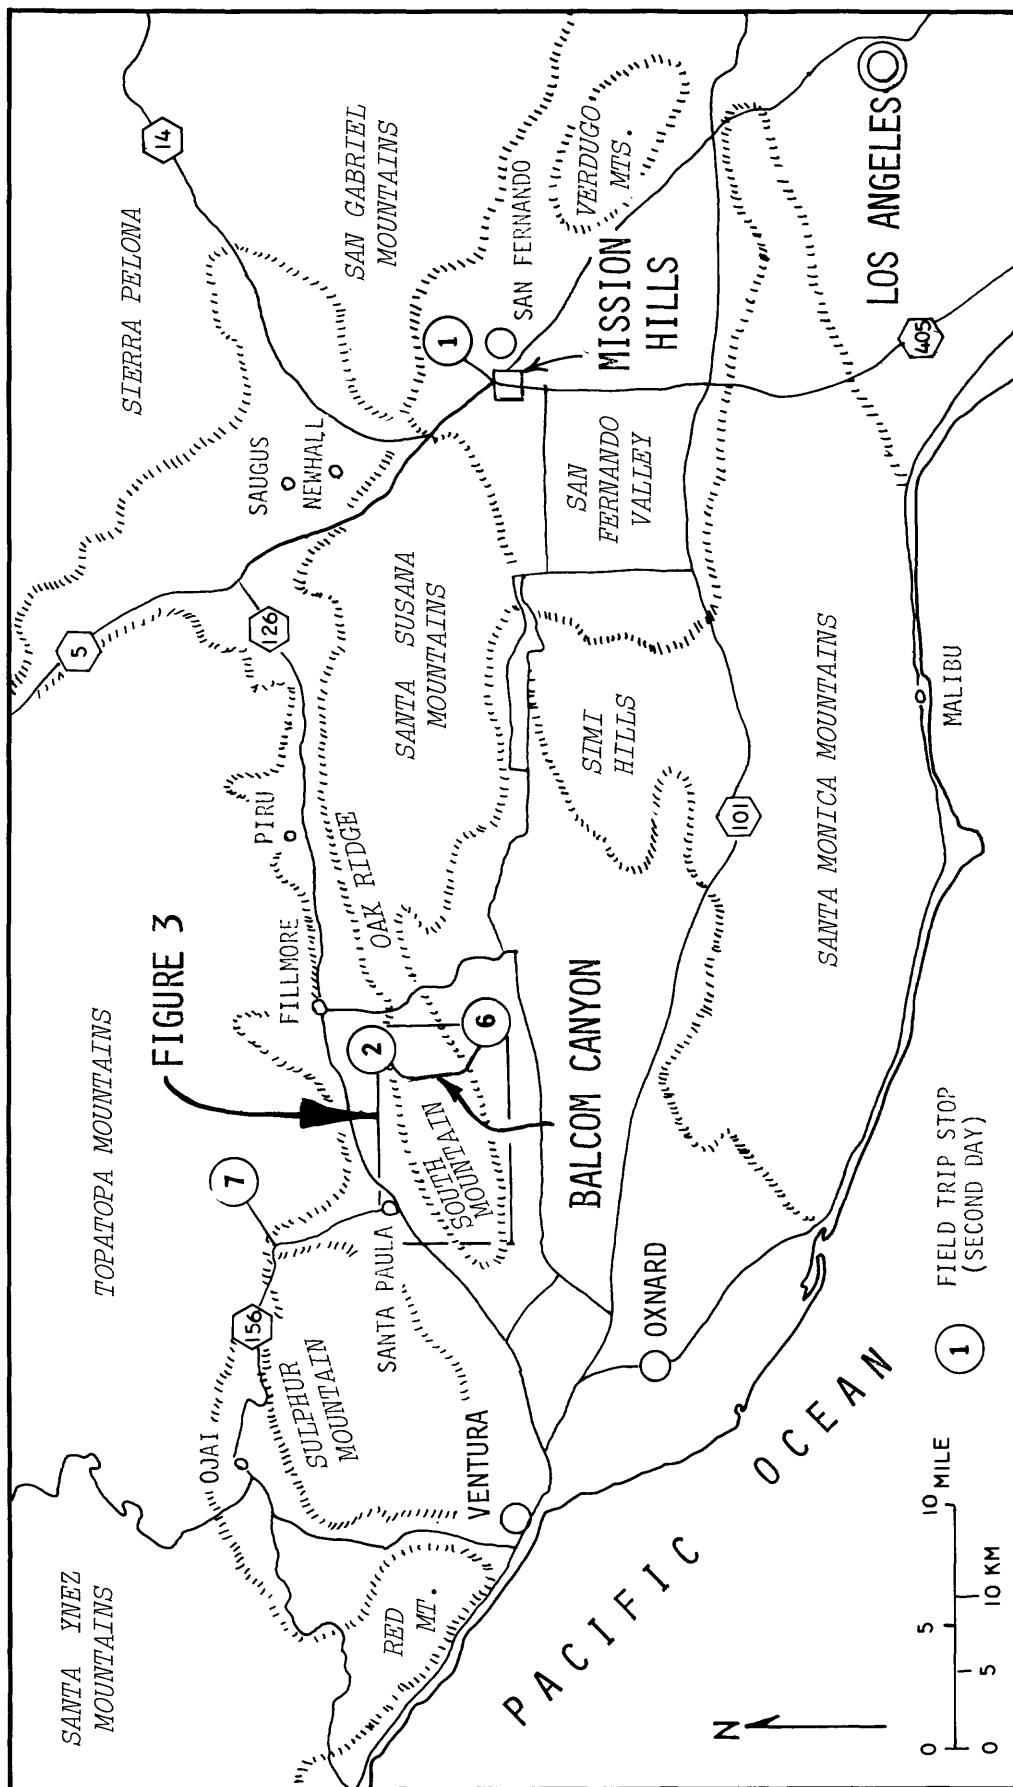 SANTA YNEZ
MOUNTAINS
TOPATOPA MOUNTAINS
SIERRA PELONA
14
5
SAN GABRIEL
MOUNTAINS
OJAI
156
7
FIGURE 3
PIRU
126
SAUGUS
NEWHALL
FILLMORE
SULPHUR
MOUNTAIN
SANTA PAULA
2
OAK RIDGE
SANTA SUSANA
MOUNTAINS
1
SAN FERNANDO
VERDUGO
MTS.
RED
MT.
VENTURA
SOUTH
MOUNTAIN
6
BALCOM CANYON
SIMI
HILLS
SAN
FERNANDO
VALLEY
MISSION
HILLS
OXNARD
101
SANTA MONICA MOUNTAINS
LOS ANGELES
405
MALIBU
PACIFIC OCEAN
N
0 5 10 MILE
0 5 10 KM
1 FIELD TRIP STOP
(SECOND DAY)